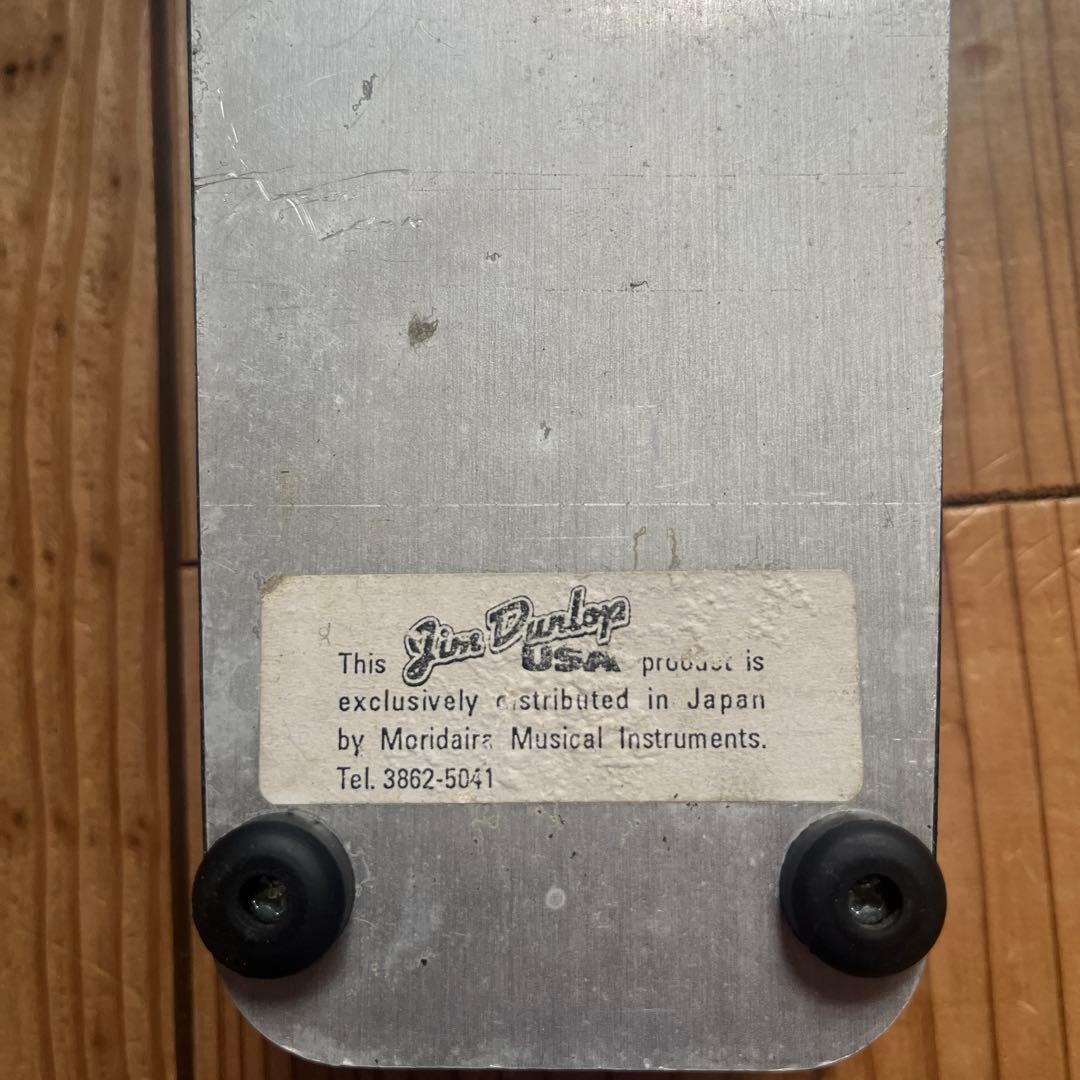 This Jim Dunlop USA product is
exclusively distributed in Japan
by Moridaira Musical Instruments.
Tel. 3862-5041